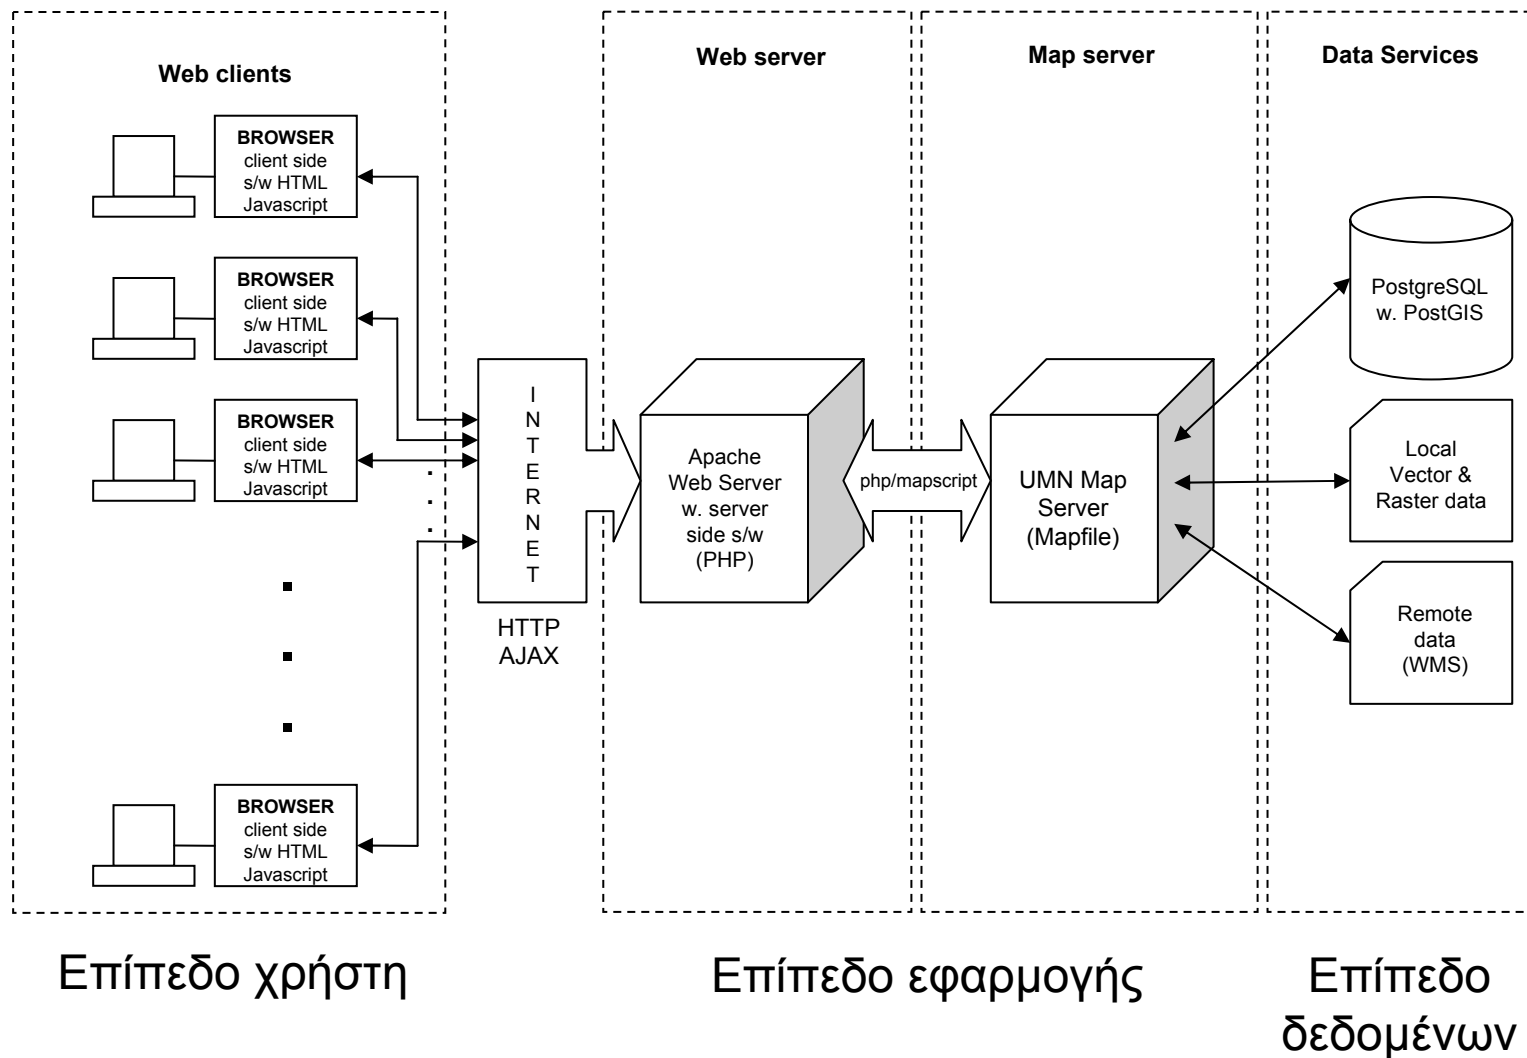 Web clients
BROWSER
client side
s/w HTML
Javascript
BROWSER
client side
s/w HTML
Javascript
BROWSER
client side
s/w HTML
Javascript
BROWSER
client side
s/w HTML
Javascript
I
N
T
E
R
N
E
T
HTTP
AJAX
Web server
Apache
Web Server
w. server
side s/w
(PHP)
php/mapscript
Map server
UMN Map
Server
(Mapfile)
Data Services
PostgreSQL
w. PostGIS
Local
Vector &
Raster data
Remote
data
(WMS)
Επίπεδο χρήστη
Επίπεδο εφαρμογής
Επίπεδο
δεδομένων